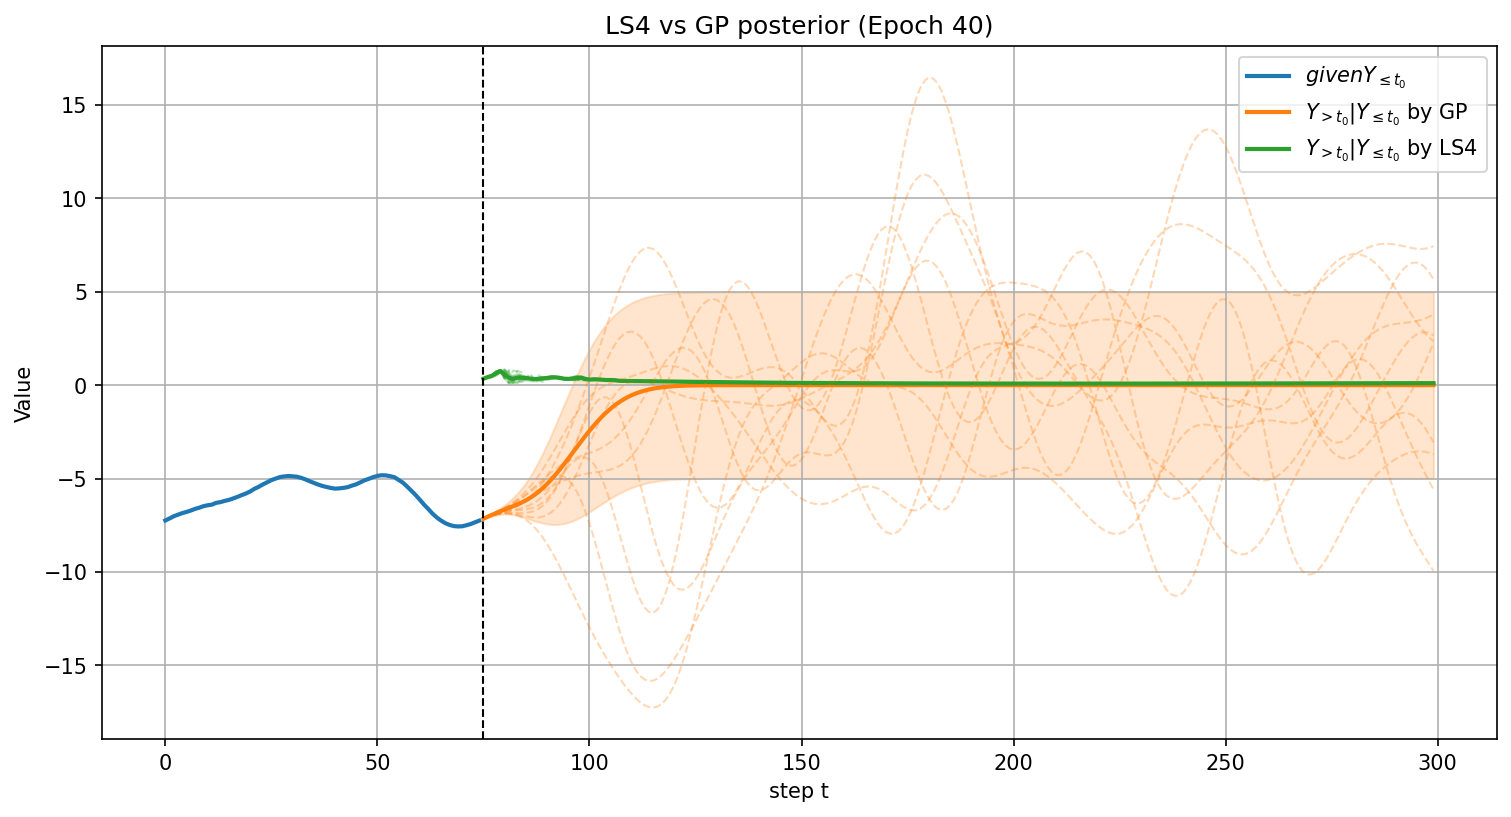 LS4 vs GP posterior (Epoch 40)
givenY≤t₀
Y>t₀|Y≤t₀ by GP
Y>t₀|Y≤t₀ by LS4
15
10
5
0
−5
−10
−15
Value
0 50 100 150 200 250 300
step t